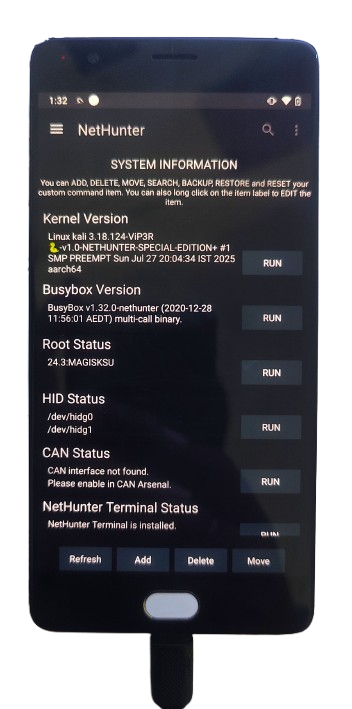 1:32
NetHunter
SYSTEM INFORMATION
You can ADD, DELETE, MOVE, SEARCH, BACKUP, RESTORE and RESET your
custom command item. You can also long click on the item label to EDIT the
item.
Kernel Version
Linux kali 3.18.124-ViP3R
🐍-v1.0-NETHUNTER-SPECIAL-EDITION+ #1
SMP PREEMPT Sun Jul 27 20:04:34 IST 2025
aarch64
RUN
Busybox Version
BusyBox v1.32.0-nethunter (2020-12-28
11:56:01 AEDT) multi-call binary.
RUN
Root Status
24.3:MAGISKSU
RUN
HID Status
/dev/hidg0
/dev/hidg1
RUN
CAN Status
CAN interface not found.
Please enable in CAN Arsenal.
RUN
NetHunter Terminal Status
NetHunter Terminal is installed.
RUN
Refresh Add Delete Move